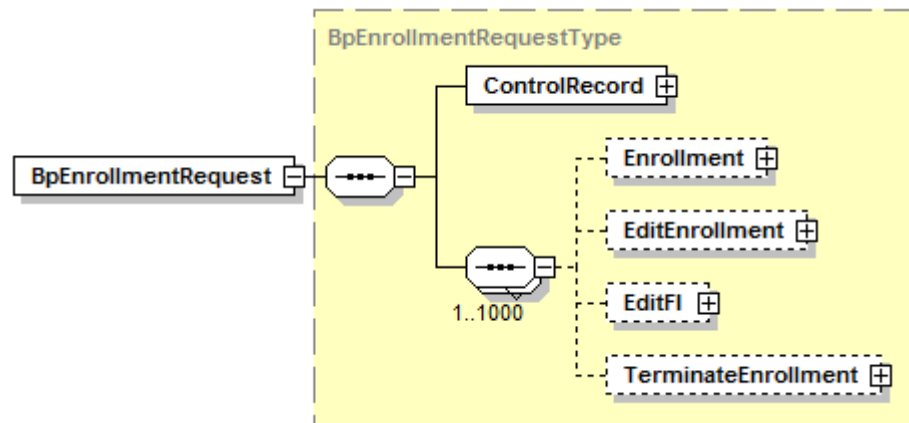 BpEnrollmentRequestType
ControlRecord
BpEnrollmentRequest
Enrollment
EditEnrollment
EditFI
1..1000
TerminateEnrollment